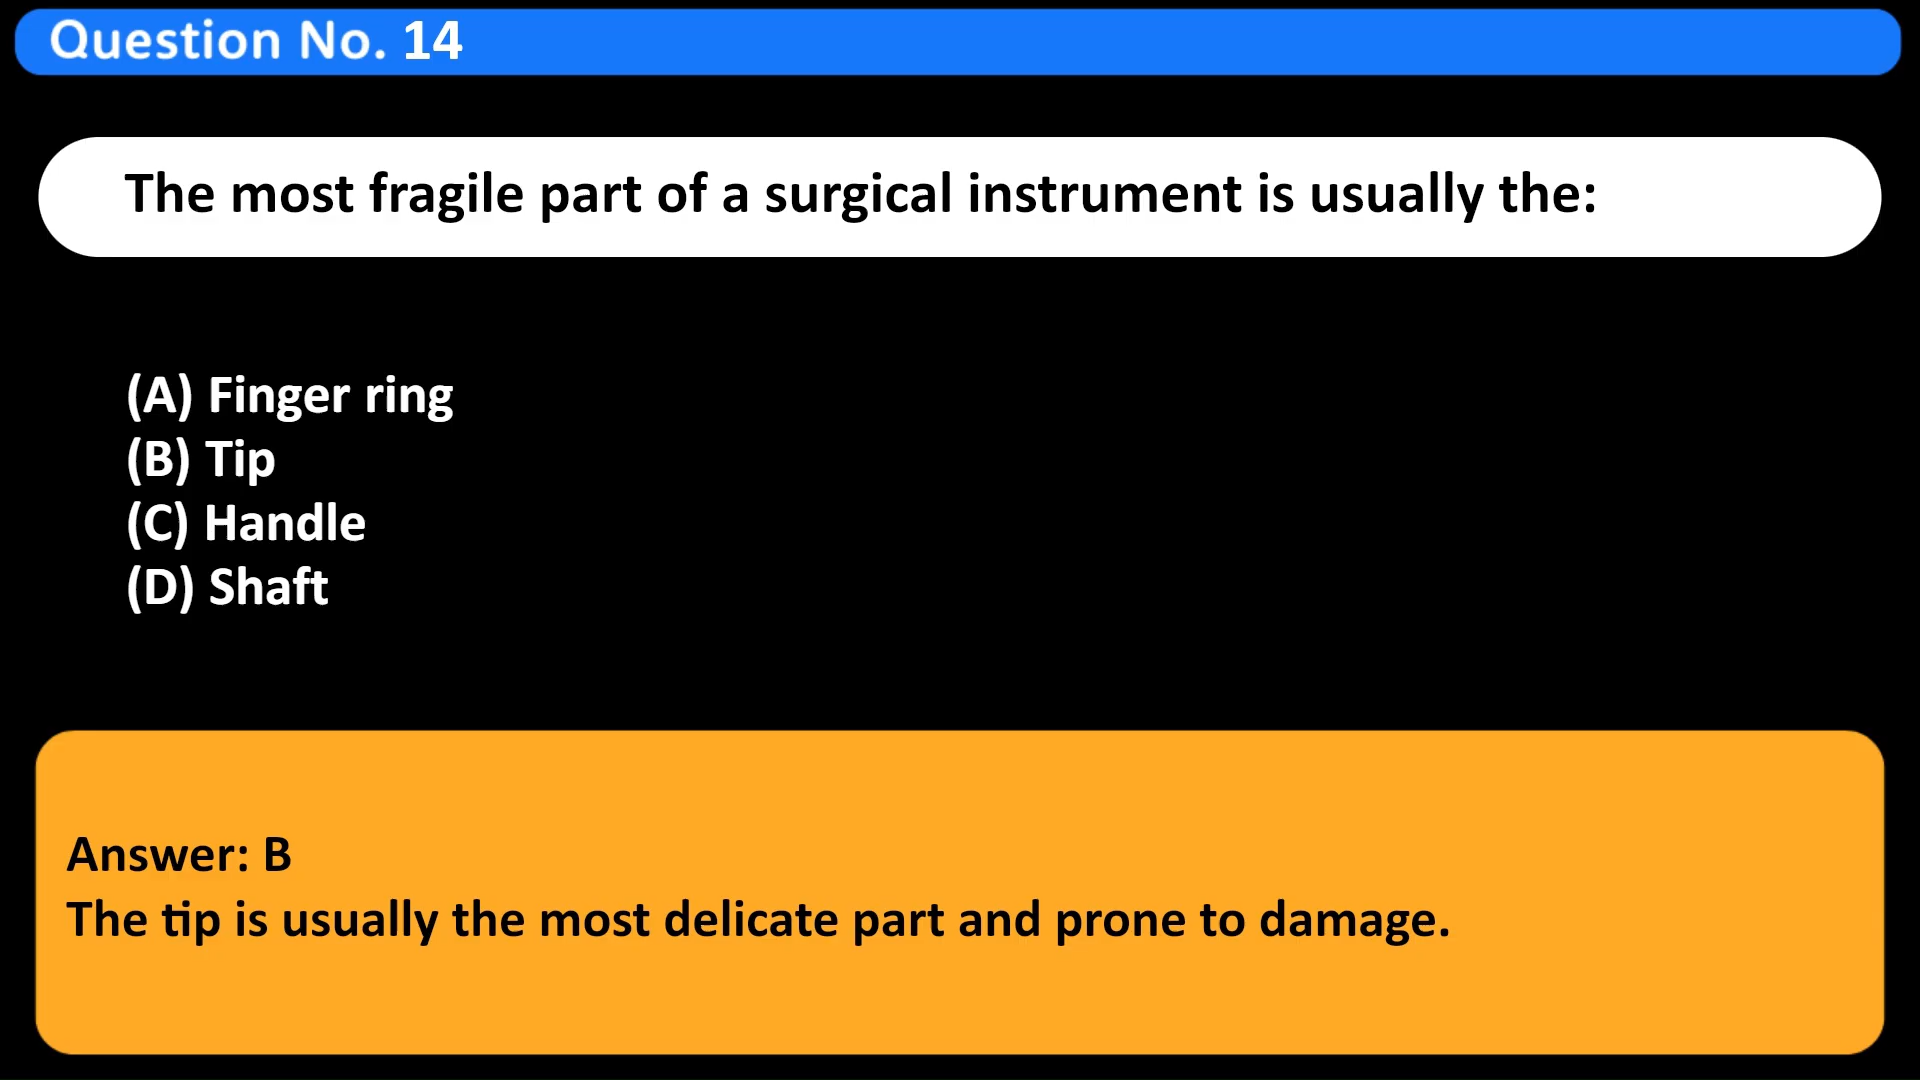 Question No. 14
The most fragile part of a surgical instrument is usually the:
(A) Finger ring
(B) Tip
(C) Handle
(D) Shaft
Answer: B
The tip is usually the most delicate part and prone to damage.